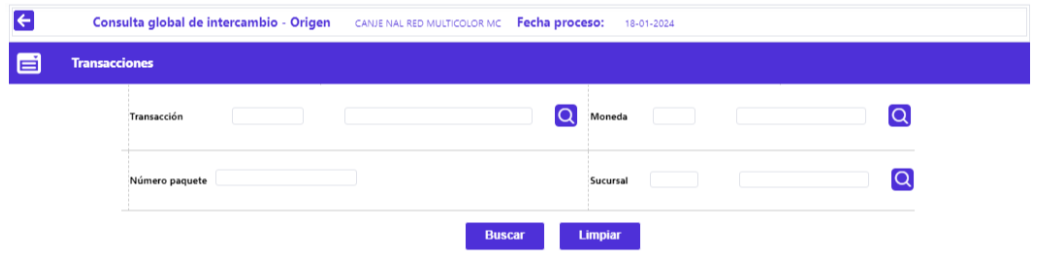 Consulta global de intercambio - Origen CANJE NAL RED MULTICOLOR MC Fecha proceso: 18-01-2024
Transacciones
Transacción Moneda
Número paquete Sucursal
Buscar Limpiar